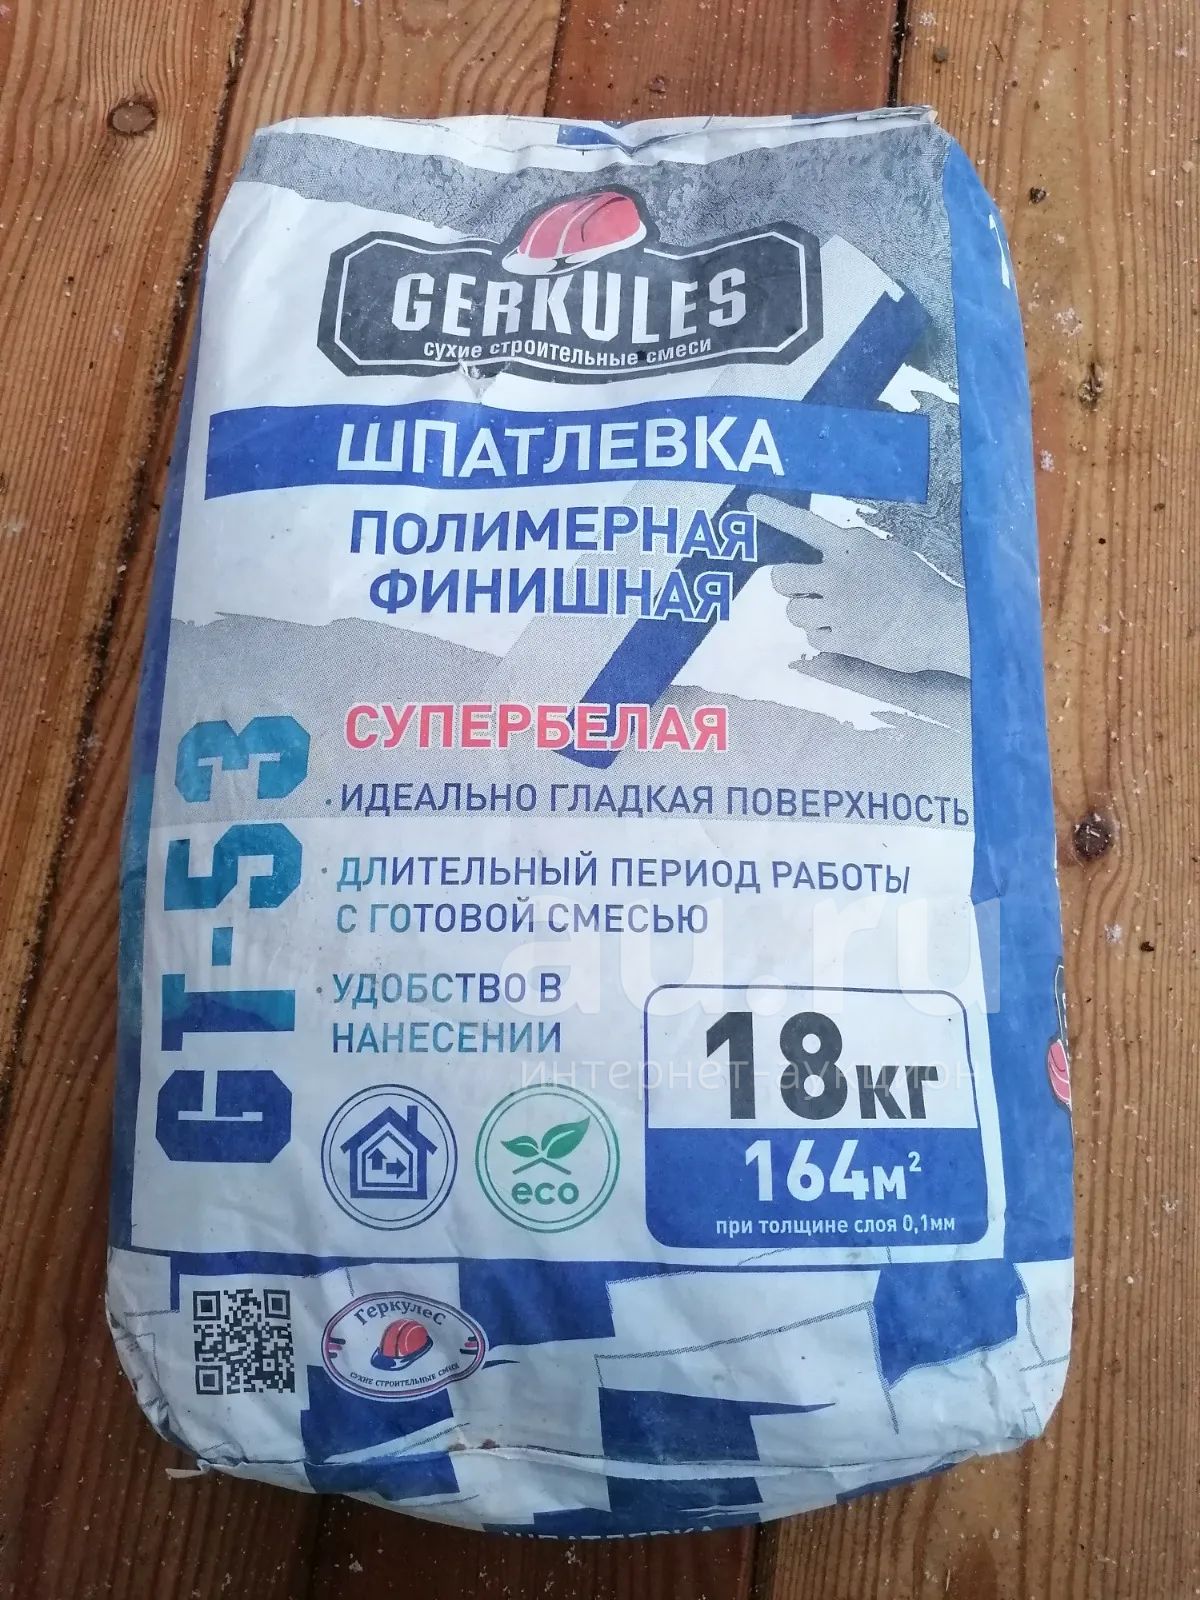 GERKULES
сухие строительные смеси
ШПАТЛЕВКА
ПОЛИМЕРНАЯ
ФИНИШНАЯ
СУПЕРБЕЛАЯ
· ИДЕАЛЬНО ГЛАДКАЯ ПОВЕРХНОСТЬ
· ДЛИТЕЛЬНЫЙ ПЕРИОД РАБОТЫ
С ГОТОВОЙ СМЕСЬЮ
· УДОБСТВО В
НАНЕСЕНИИ
GT-53
au.ru
интернет-аукцион
18кг
164м²
при толщине слоя 0,1мм
eco
Геркулес
СУХИЕ СТРОИТЕЛЬНЫЕ СМЕСИ
ШПАТЛЕВКА